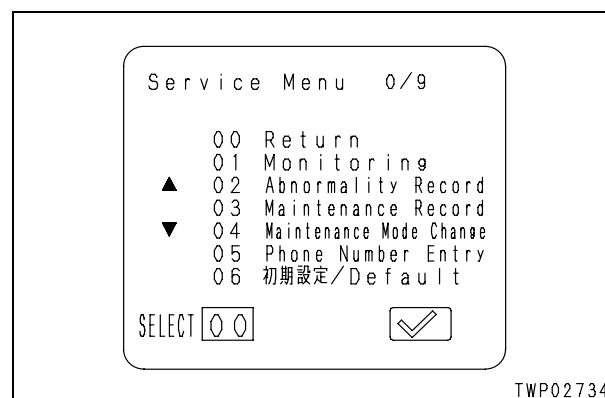 Service Menu 0/9
00 Return
01 Monitoring
▲ 02 Abnormality Record
03 Maintenance Record
▼ 04 Maintenance Mode Change
05 Phone Number Entry
06 初期設定/Default
SELECT 00
TWP02734